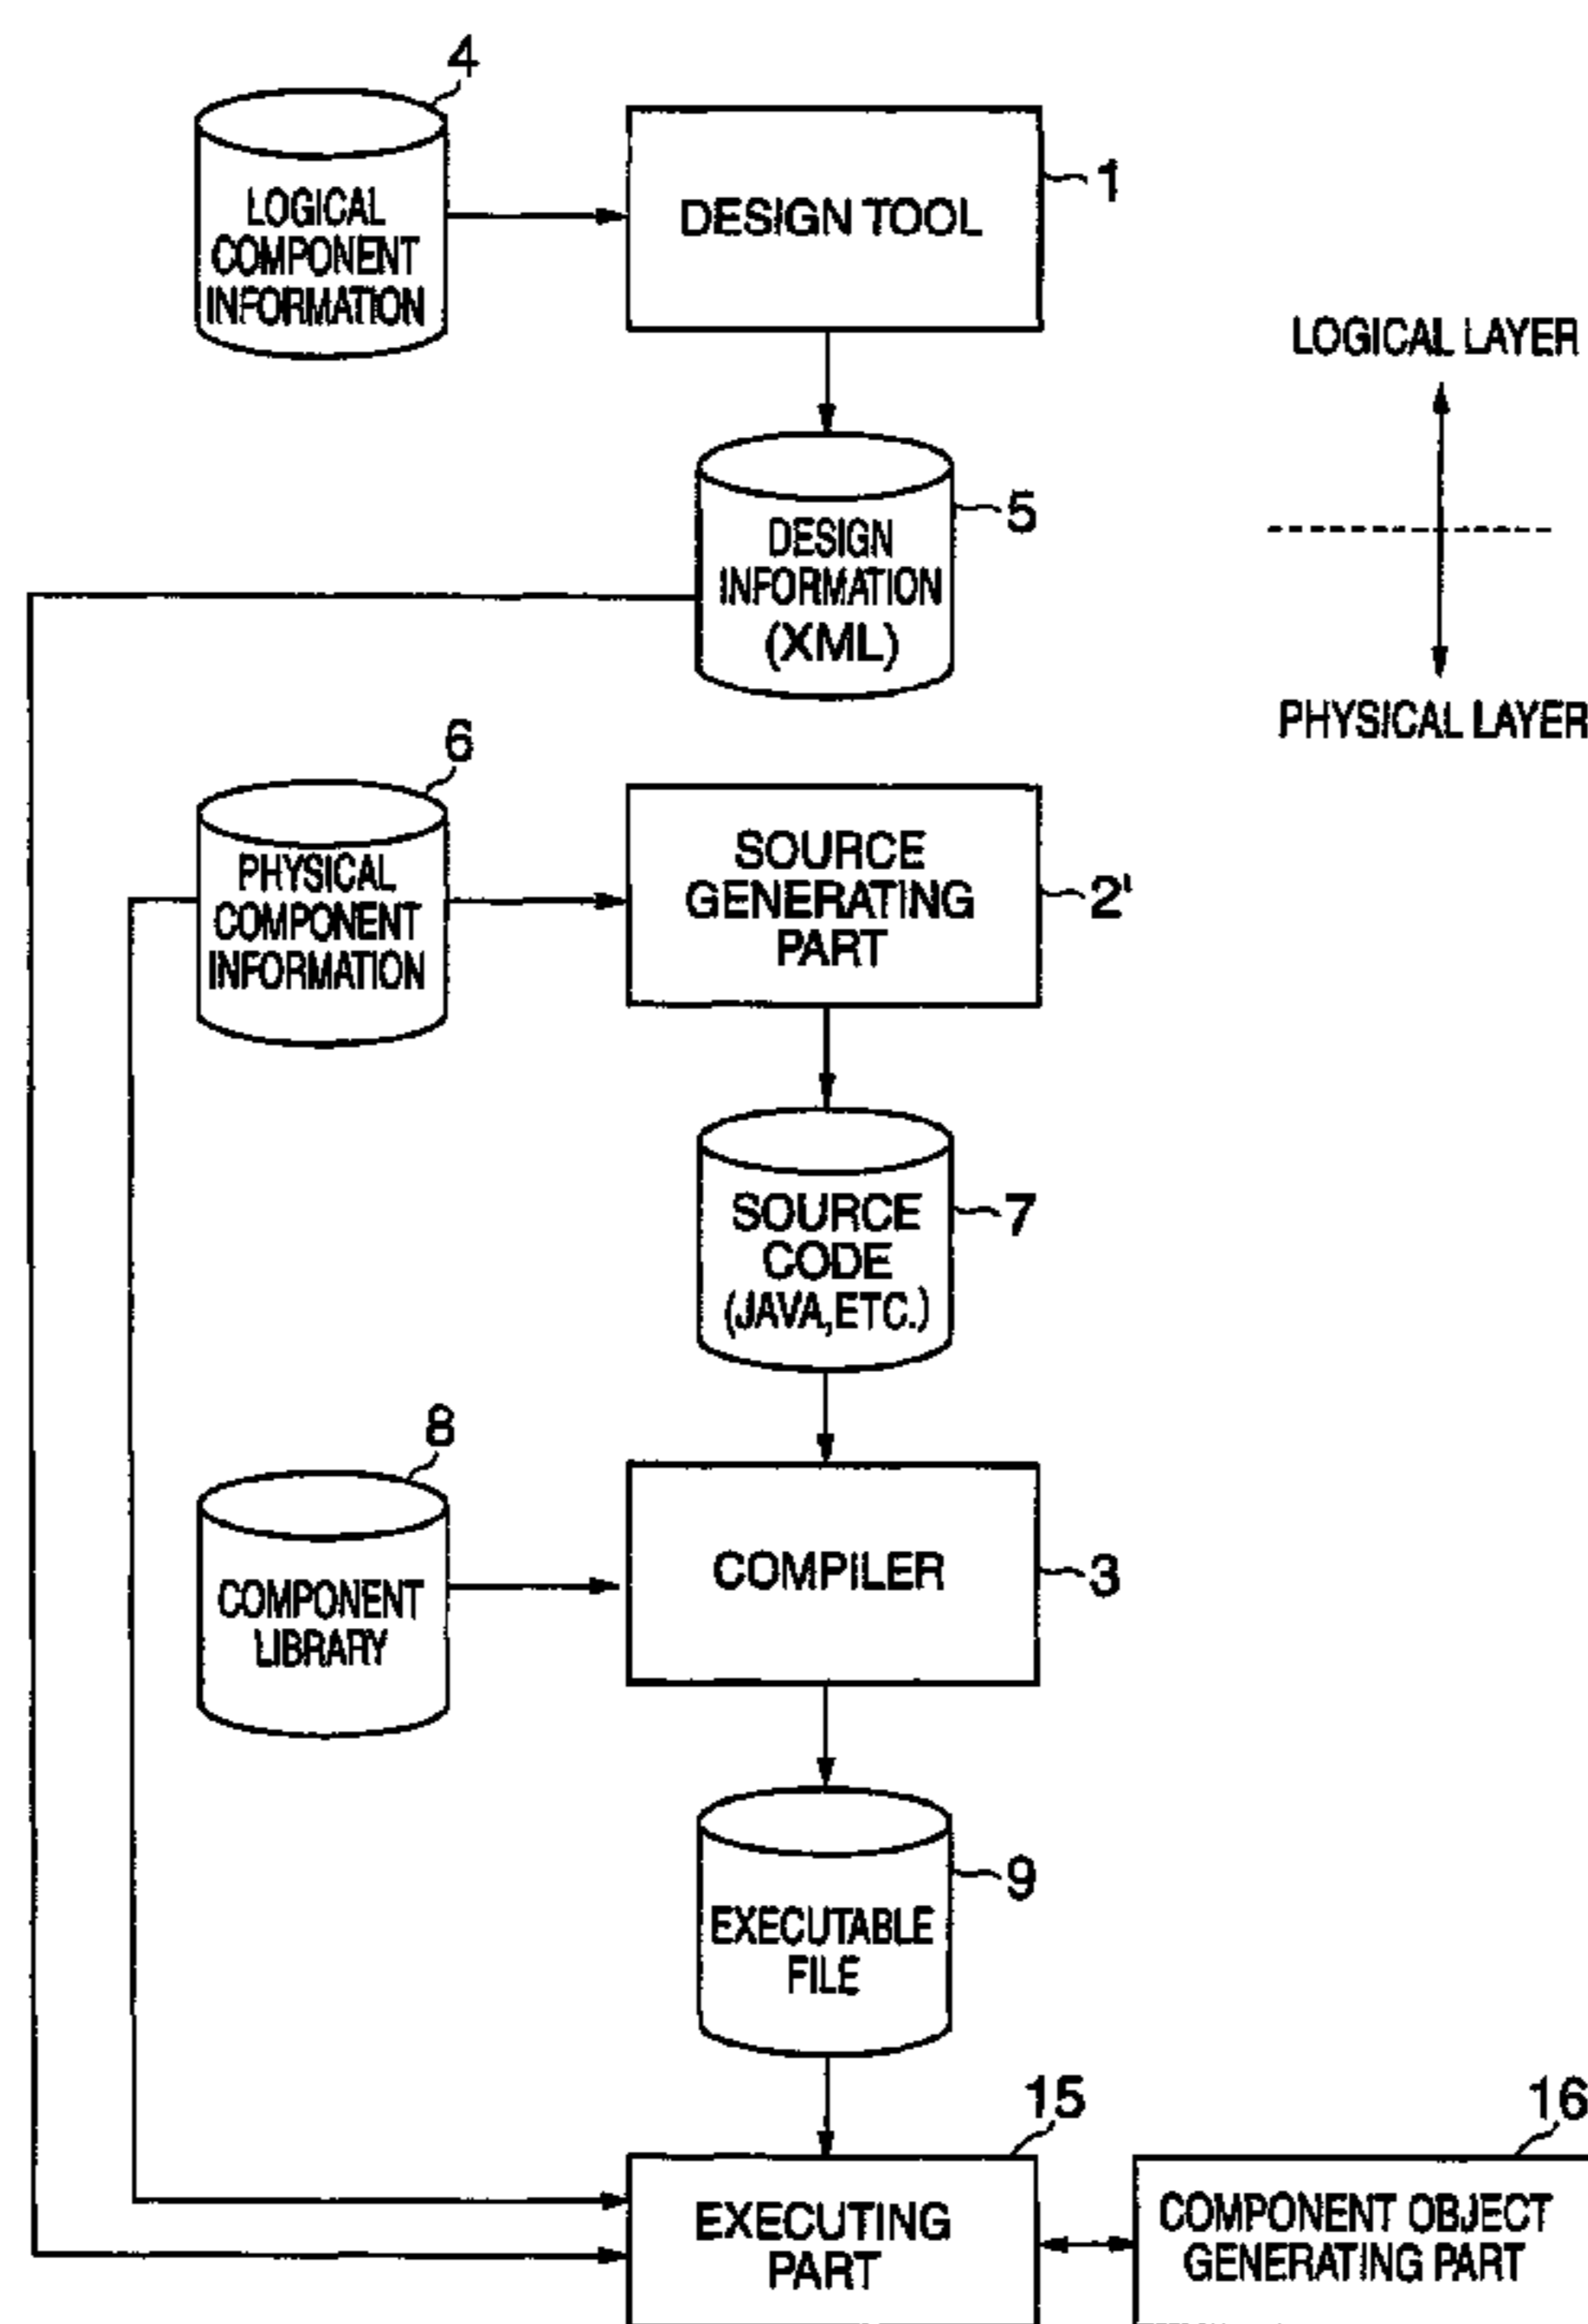 4
LOGICAL
COMPONENT
INFORMATION
DESIGN TOOL
1
LOGICAL LAYER
PHYSICAL LAYER
DESIGN
INFORMATION
(XML)
5
6
PHYSICAL
COMPONENT
INFORMATION
SOURCE
GENERATING
PART
2'
SOURCE
CODE
(JAVA,ETC.)
7
8
COMPONENT
LIBRARY
COMPILER
3
EXECUTABLE
FILE
9
15
EXECUTING
PART
16
COMPONENT OBJECT
GENERATING PART